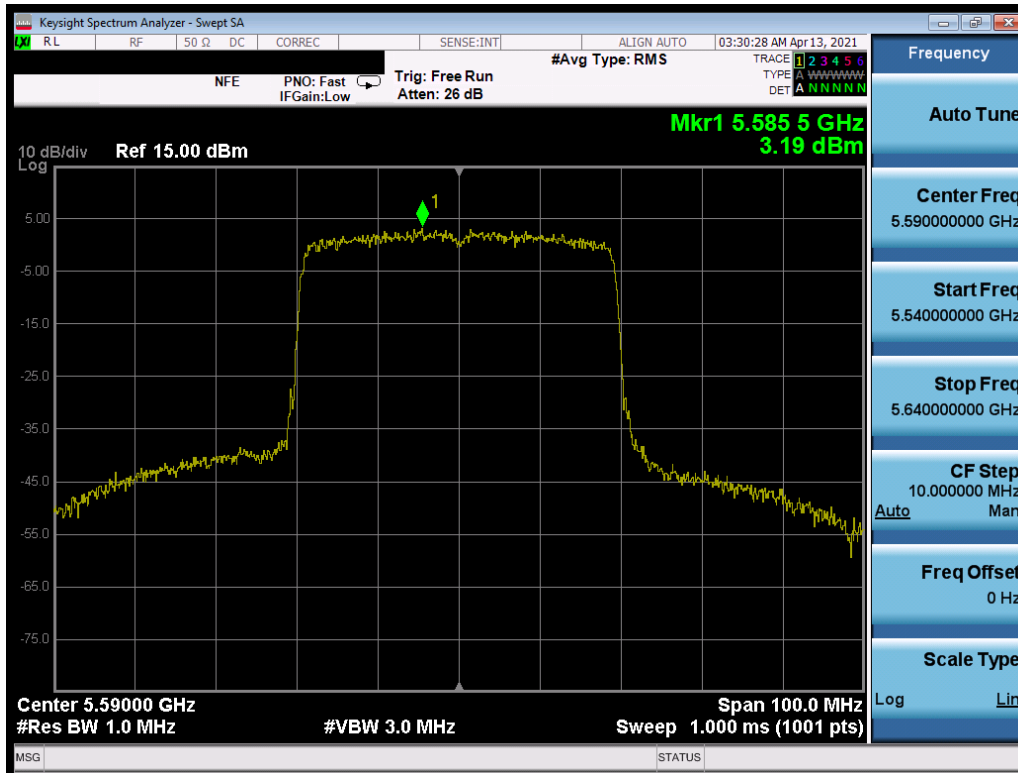 Keysight Spectrum Analyzer - Swept SA
LXI RL RF 50 Ω DC CORREC SENSE:INT ALIGN AUTO 03:30:28 AM Apr 13, 2021
NFE PNO: Fast IFGain:Low Trig: Free Run Atten: 26 dB #Avg Type: RMS
TRACE 1 2 3 4 5 6
TYPE A WWWWW
DET A N N N N N
Mkr1 5.585 5 GHz
3.19 dBm
10 dB/div Ref 15.00 dBm
Log
1
5.00
-5.00
-15.0
-25.0
-35.0
-45.0
-55.0
-65.0
-75.0
Center 5.59000 GHz Span 100.0 MHz
#Res BW 1.0 MHz #VBW 3.0 MHz Sweep 1.000 ms (1001 pts)
MSG STATUS
Frequency
Auto Tune
Center Freq
5.590000000 GHz
Start Freq
5.540000000 GHz
Stop Freq
5.640000000 GHz
CF Step
10.000000 MHz
Auto Man
Freq Offset
0 Hz
Scale Type
Log Lin